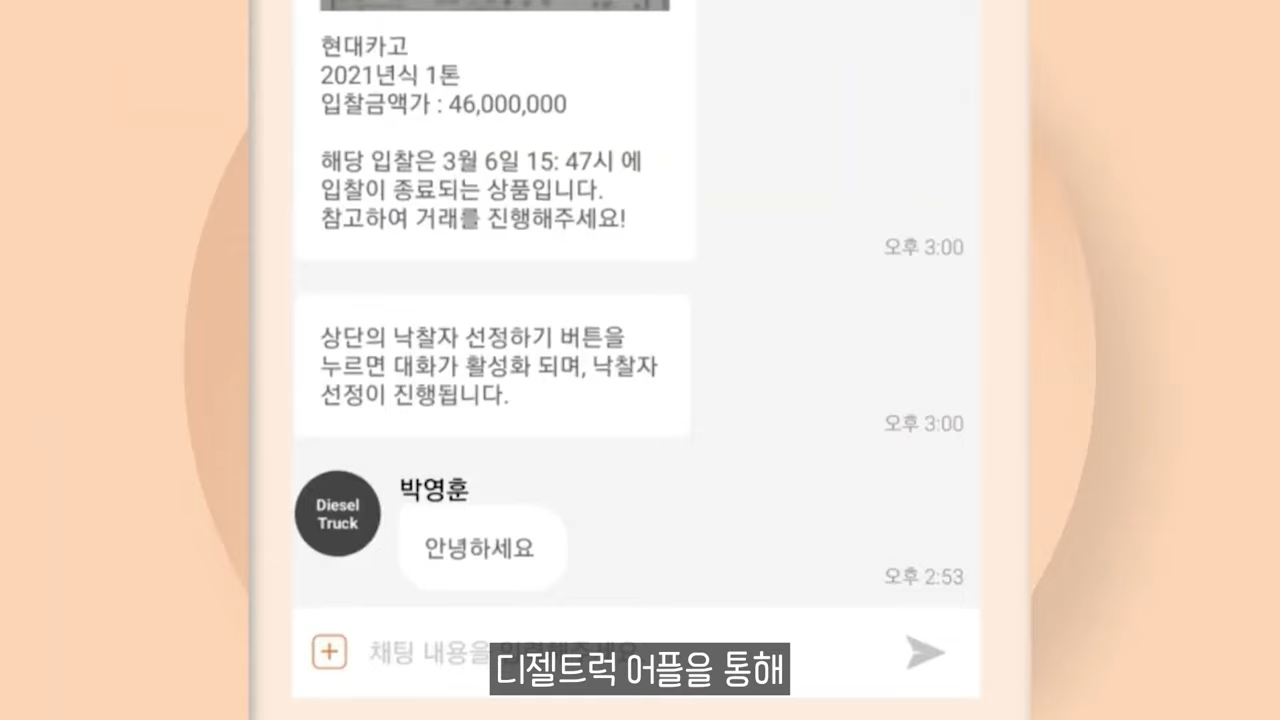 현대카고
2021년식 1톤
입찰금액가 : 46,000,000
해당 입찰은 3월 6일 15: 47시 에
입찰이 종료되는 상품입니다.
참고하여 거래를 진행해주세요!
오후 3:00
상단의 낙찰자 선정하기 버튼을
누르면 대화가 활성화 되며, 낙찰자
선정이 진행됩니다.
오후 3:00
Diesel
Truck
박영훈
안녕하세요
오후 2:53
채팅 내용을
디젤트럭 어플을 통해